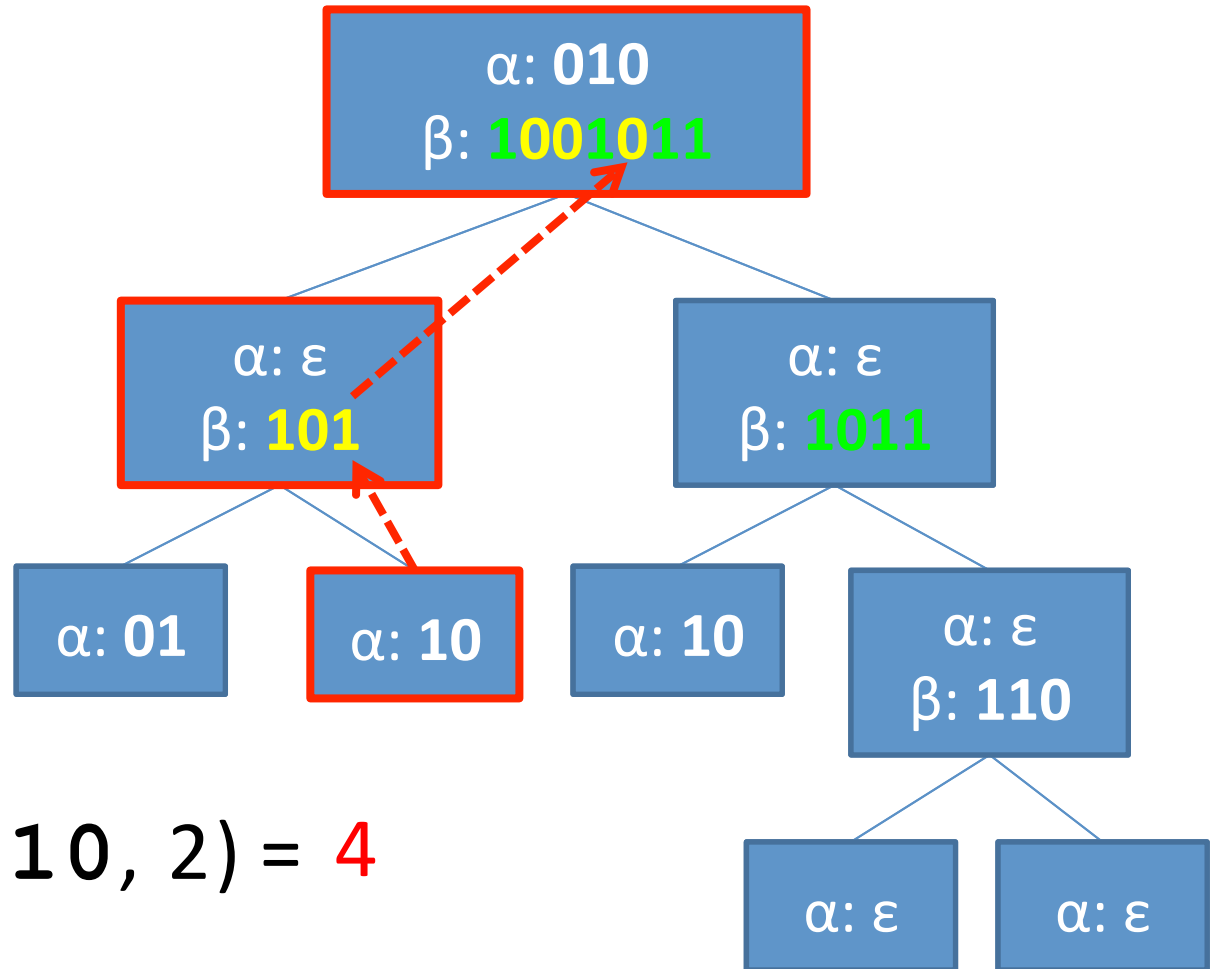 α: 010
β: 1001011
α: ε
β: 101
α: ε
β: 1011
α: 01
α: 10
α: 10
α: ε
β: 110
10, 2) = 4
α: ε
α: ε